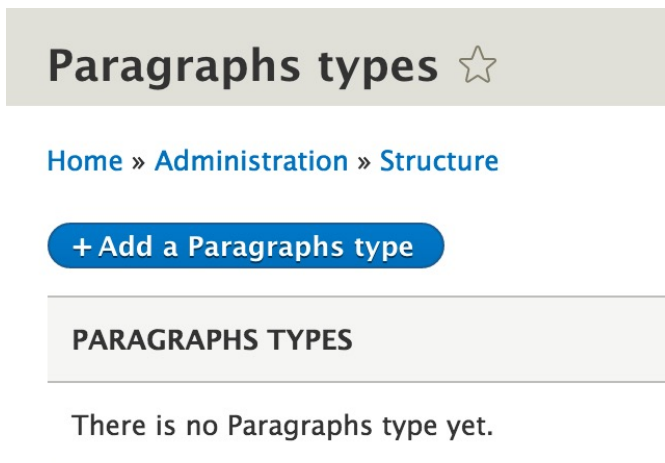 Paragraphs types
Home » Administration » Structure
+ Add a Paragraphs type
PARAGRAPHS TYPES
There is no Paragraphs type yet.